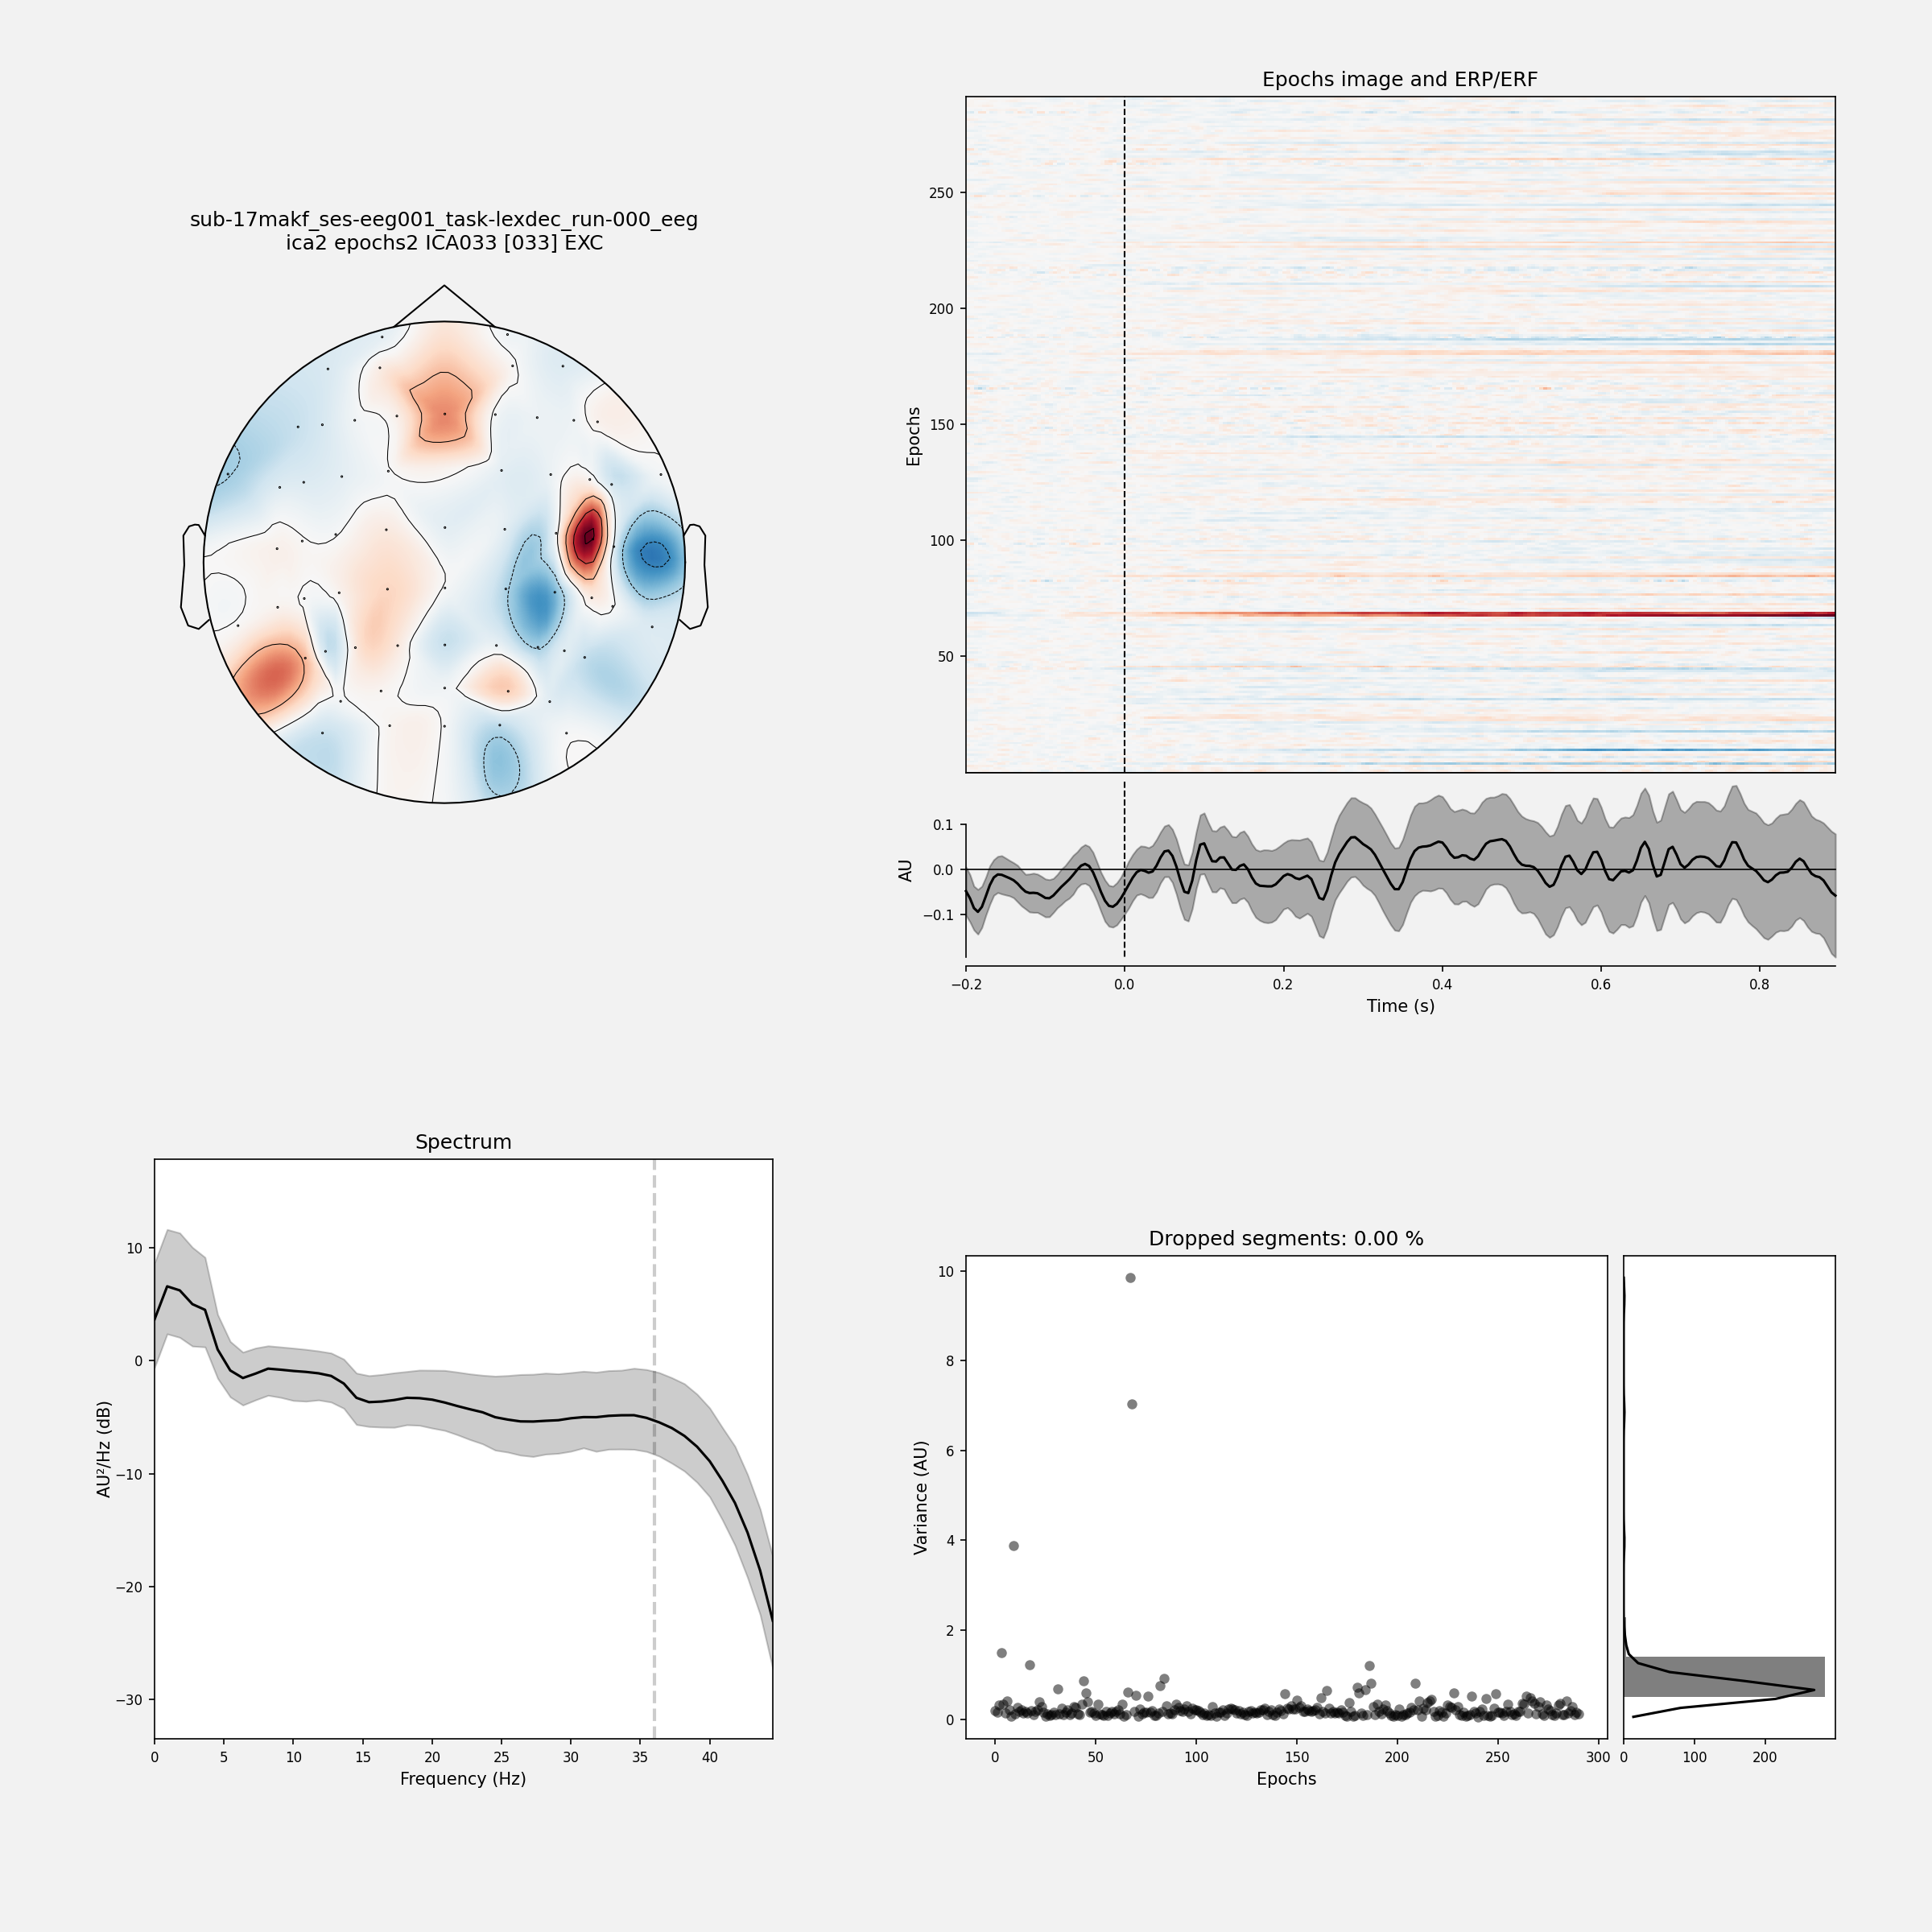 Epochs image and ERP/ERF
sub-17makf_ses-eeg001_task-lexdec_run-000_eeg
ica2 epochs2 ICA033 [033] EXC
Epochs
250
200
150
100
50
AU
0.1
0.0
−0.1
−0.2 0.0 0.2 0.4 0.6 0.8
Time (s)
Spectrum
AU²/Hz (dB)
10
0
−10
−20
−30
0 5 10 15 20 25 30 35 40
Frequency (Hz)
Dropped segments: 0.00 %
Variance (AU)
10
8
6
4
2
0
0 50 100 150 200 250 300
Epochs
0 100 200